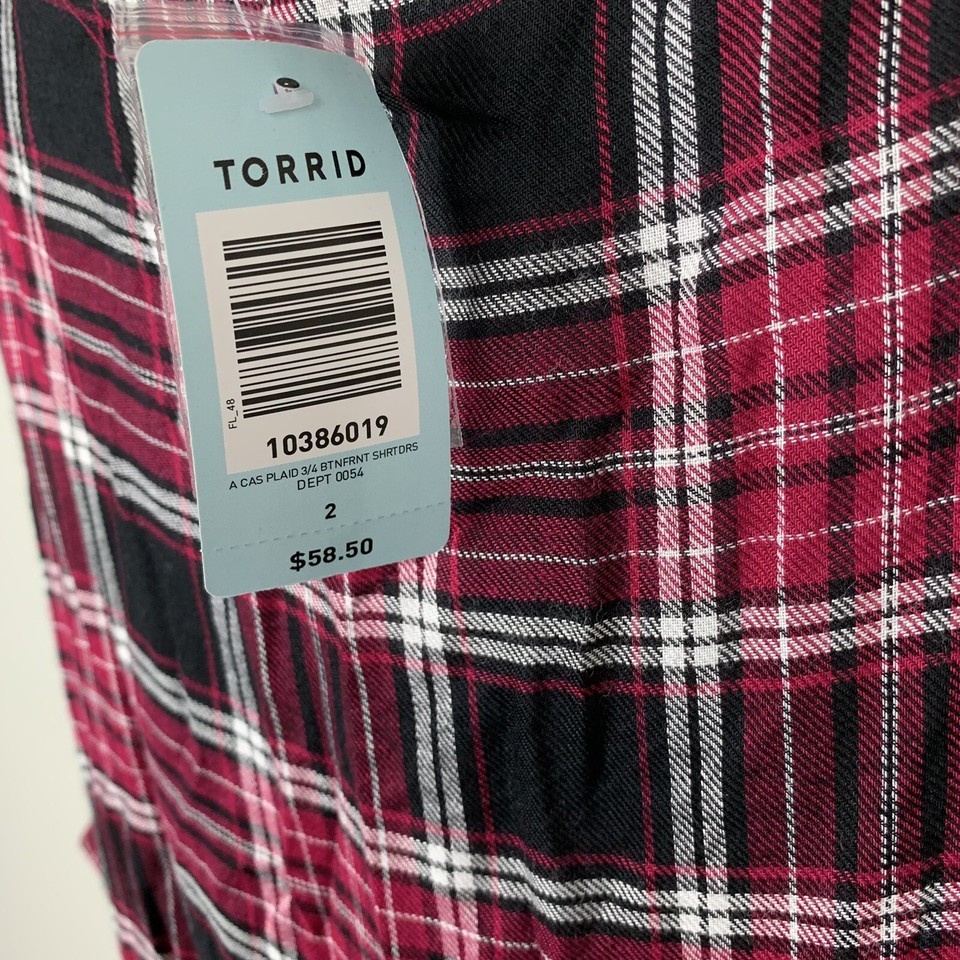 TORRID
FL_48
10386019
A CAS PLAID 3/4 BTNFRNT SHRTDRS
DEPT 0054
2
$58.50